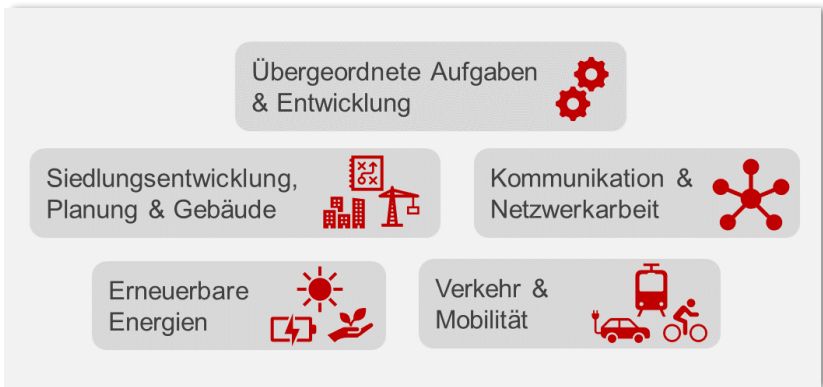 Übergeordnete Aufgaben
& Entwicklung
Siedlungsentwicklung,
Planung & Gebäude
Kommunikation &
Netzwerkarbeit
Erneuerbare
Energien
Verkehr &
Mobilität